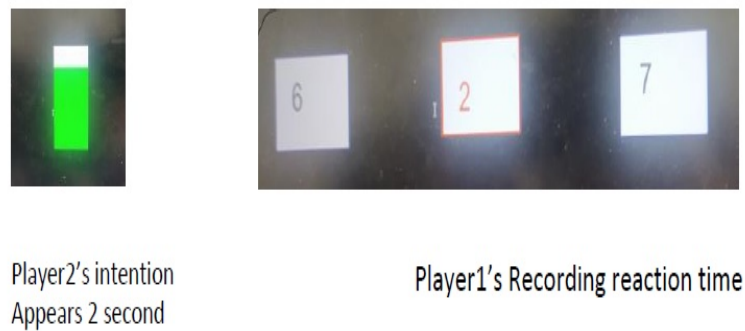 6 2 7
Player2's intention
Appears 2 second
Player1's Recording reaction time